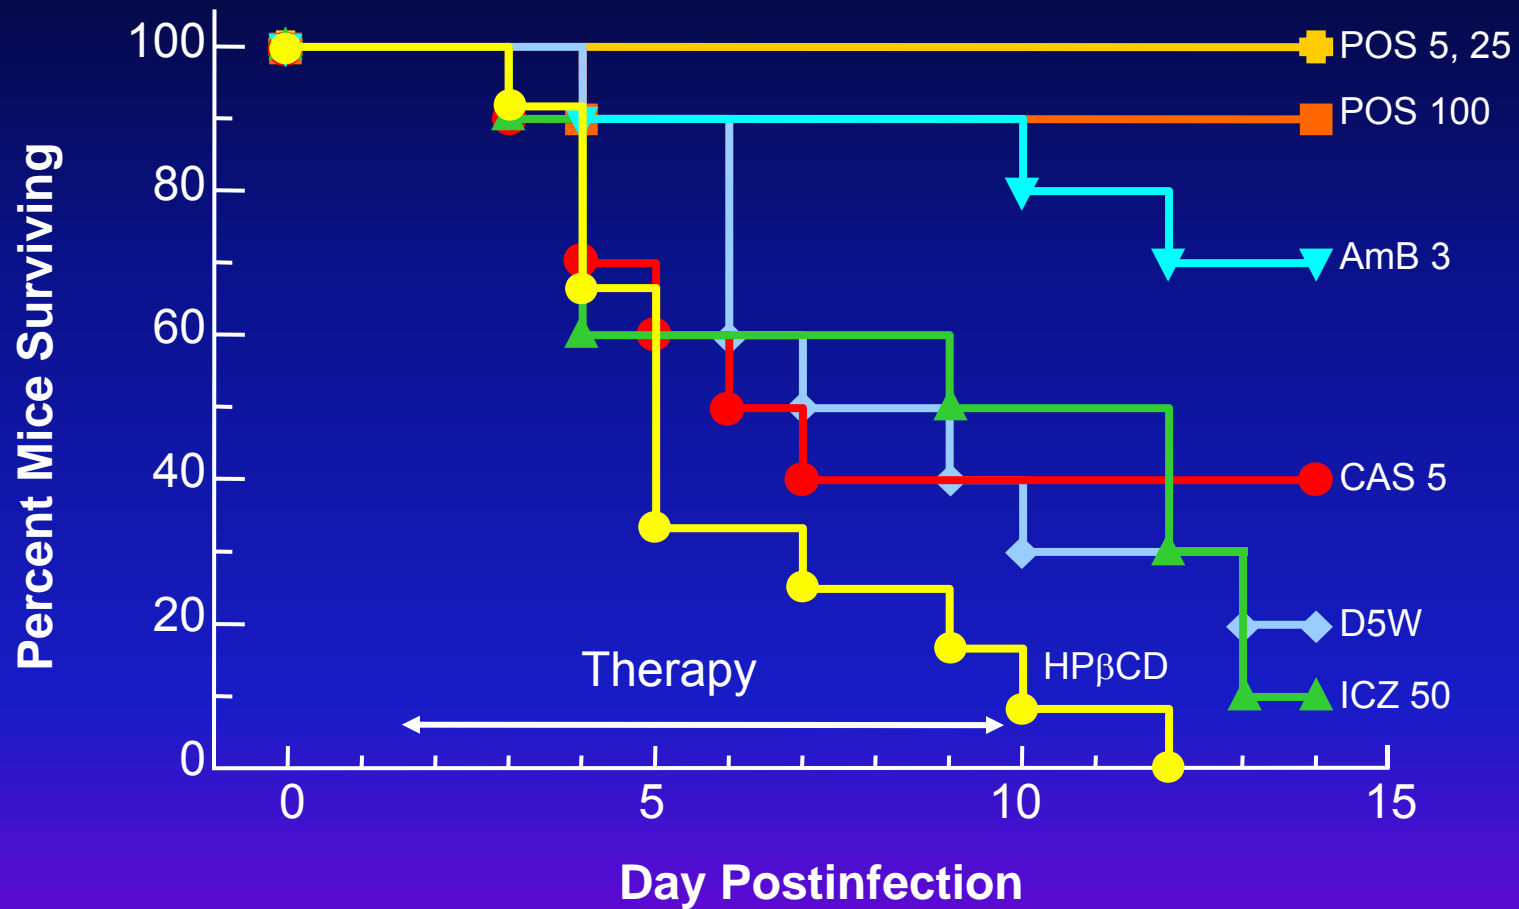 100
80
60
40
20
0
Percent Mice Surviving
POS 5, 25
POS 100
AmB 3
CAS 5
D5W
ICZ 50
Therapy
HPβCD
0 5 10 15
Day Postinfection